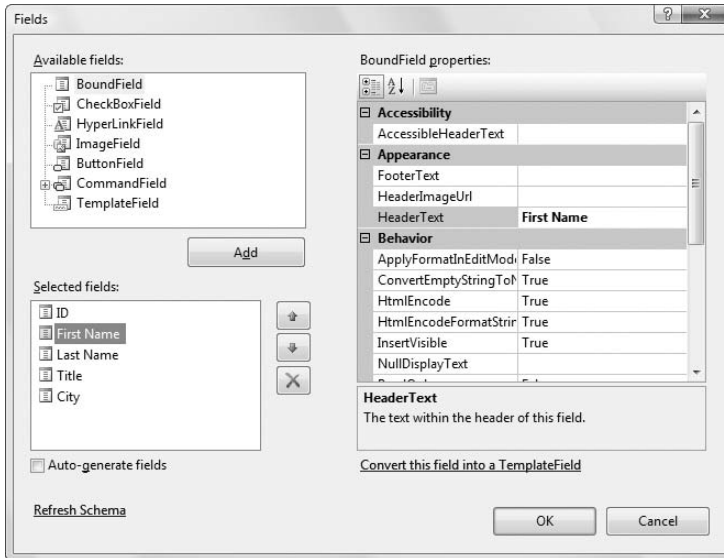 Fields
Available fields:
BoundField
CheckBoxField
HyperLinkField
ImageField
ButtonField
CommandField
TemplateField
Add
Selected fields:
ID
First Name
Last Name
Title
City
Auto-generate fields
Refresh Schema
BoundField properties:
Accessibility
AccessibleHeaderText
Appearance
FooterText
HeaderImageUrl
HeaderText First Name
Behavior
ApplyFormatInEditMod False
ConvertEmptyStringToN True
HtmlEncode True
HtmlEncodeFormatStrin True
InsertVisible True
NullDisplayText
HeaderText
The text within the header of this field.
Convert this field into a TemplateField
OK Cancel